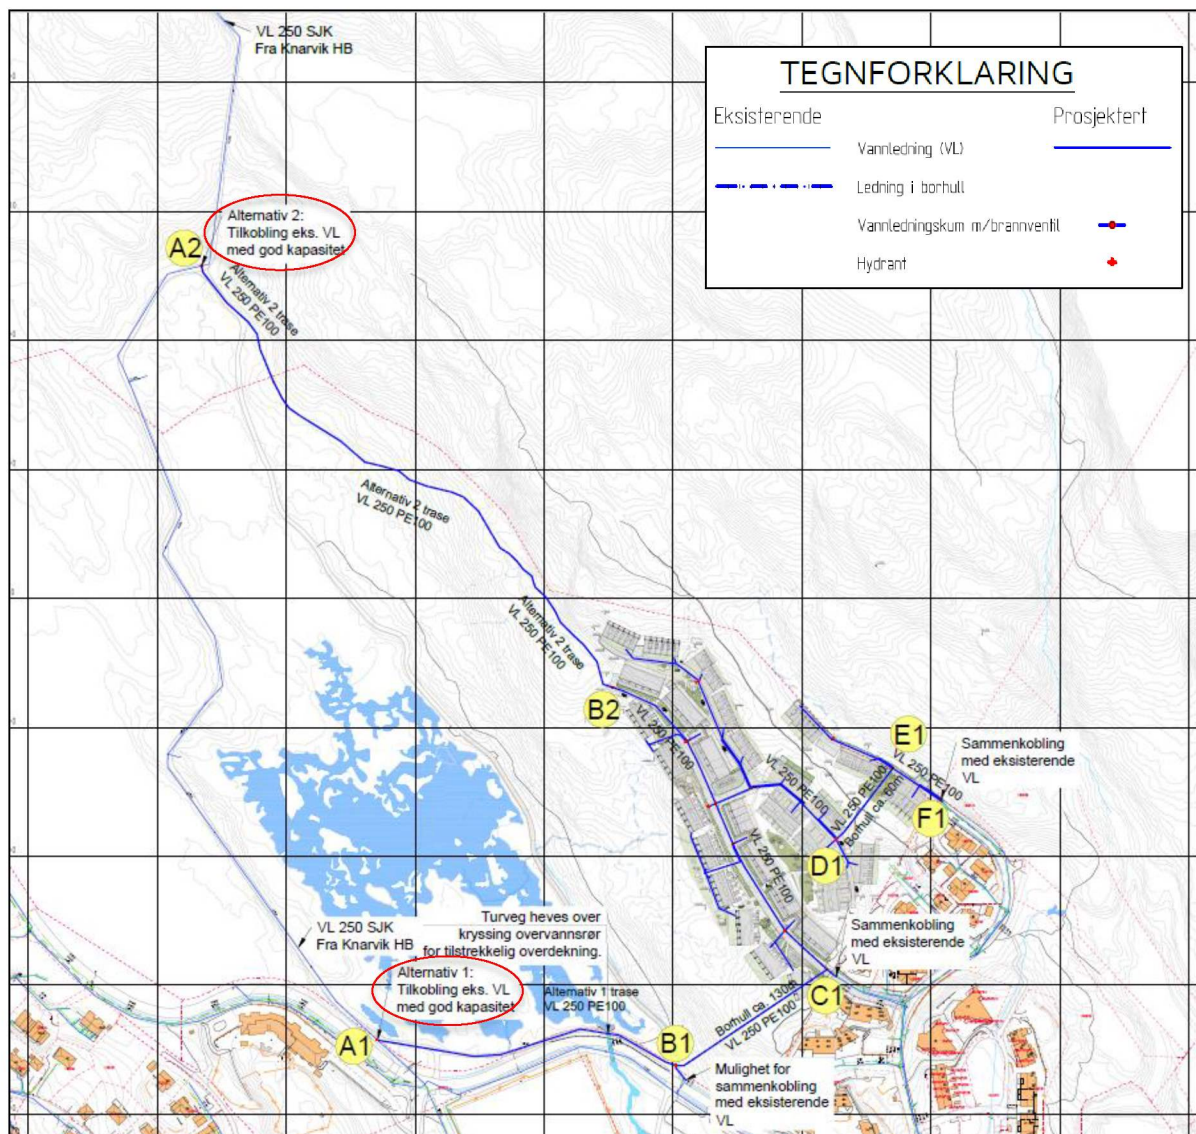 VL 250 SJK
Fra Knarvik HB
TEGNFORKLARING
Eksisterende
Prosjektert
Vannledning (VL)
Ledning i borhull
Vannledningskum m/brannventil
Hydrant
Alternativ 2:
Tilkobling eks. VL
med god kapasitet
A2
Alternativ 2 trase
VL 250 PE100
Alternativ 2 trase
VL 250 PE100
Alternativ 2 trase
VL 250 PE100
B2
VL 250 PE100
VL 250 PE100
E1
VL 250 PE100
Sammenkobling
med eksisterende
VL
VL 250 PE100
Borhull ca. 60m
F1
D1
VL 250 PE100
Turveg heves over
kryssing overvannsrør
for tilstrekkelig overdekning.
VL 250 SJK
Fra Knarvik HB
Sammenkobling
med eksisterende
VL
Alternativ 1:
Tilkobling eks. VL
med god kapasitet
Alternativ 1 trase
VL 250 PE100
C1
Borhull ca. 130m
VL 250 PE100
A1
B1
Mulighet for
sammenkobling
med eksisterende
VL